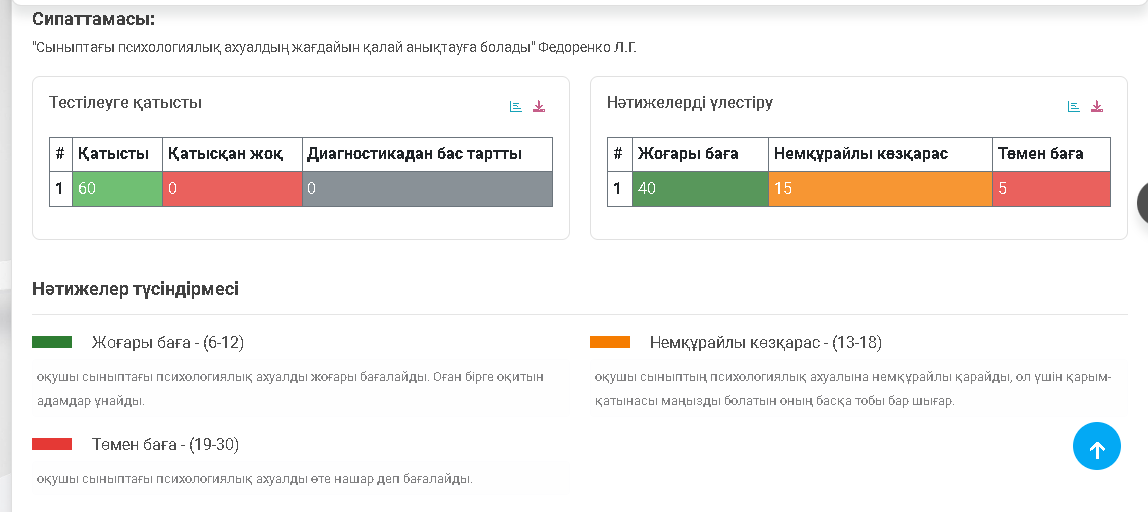 Сипаттамасы:
"Сыныптағы психологиялық ахуалдың жағдайын қалай анықтауға болады" Федоренко Л.Г.
Тестілеуге қатысты
# Қатысты Қатысқан жоқ Диагностикадан бас тартты
1 60 0 0
Нәтижелерді үлестіру
# Жоғары баға Немқұрайлы көзқарас Төмен баға
1 40 15 5
Нәтижелер түсіндірмесі
Жоғары баға - (6-12)
оқушы сыныптағы психологиялық ахуалды жоғары бағалайды. Оған бірге оқитын
адамдар ұнайды.
Немқұрайлы көзқарас - (13-18)
оқушы сыныптың психологиялық ахуалына немқұрайлы қарайды, ол үшін қарым-
қатынасы маңызды болатын оның басқа тобы бар шығар.
Төмен баға - (19-30)
оқушы сыныптағы психологиялық ахуалды өте нашар деп бағалайды.